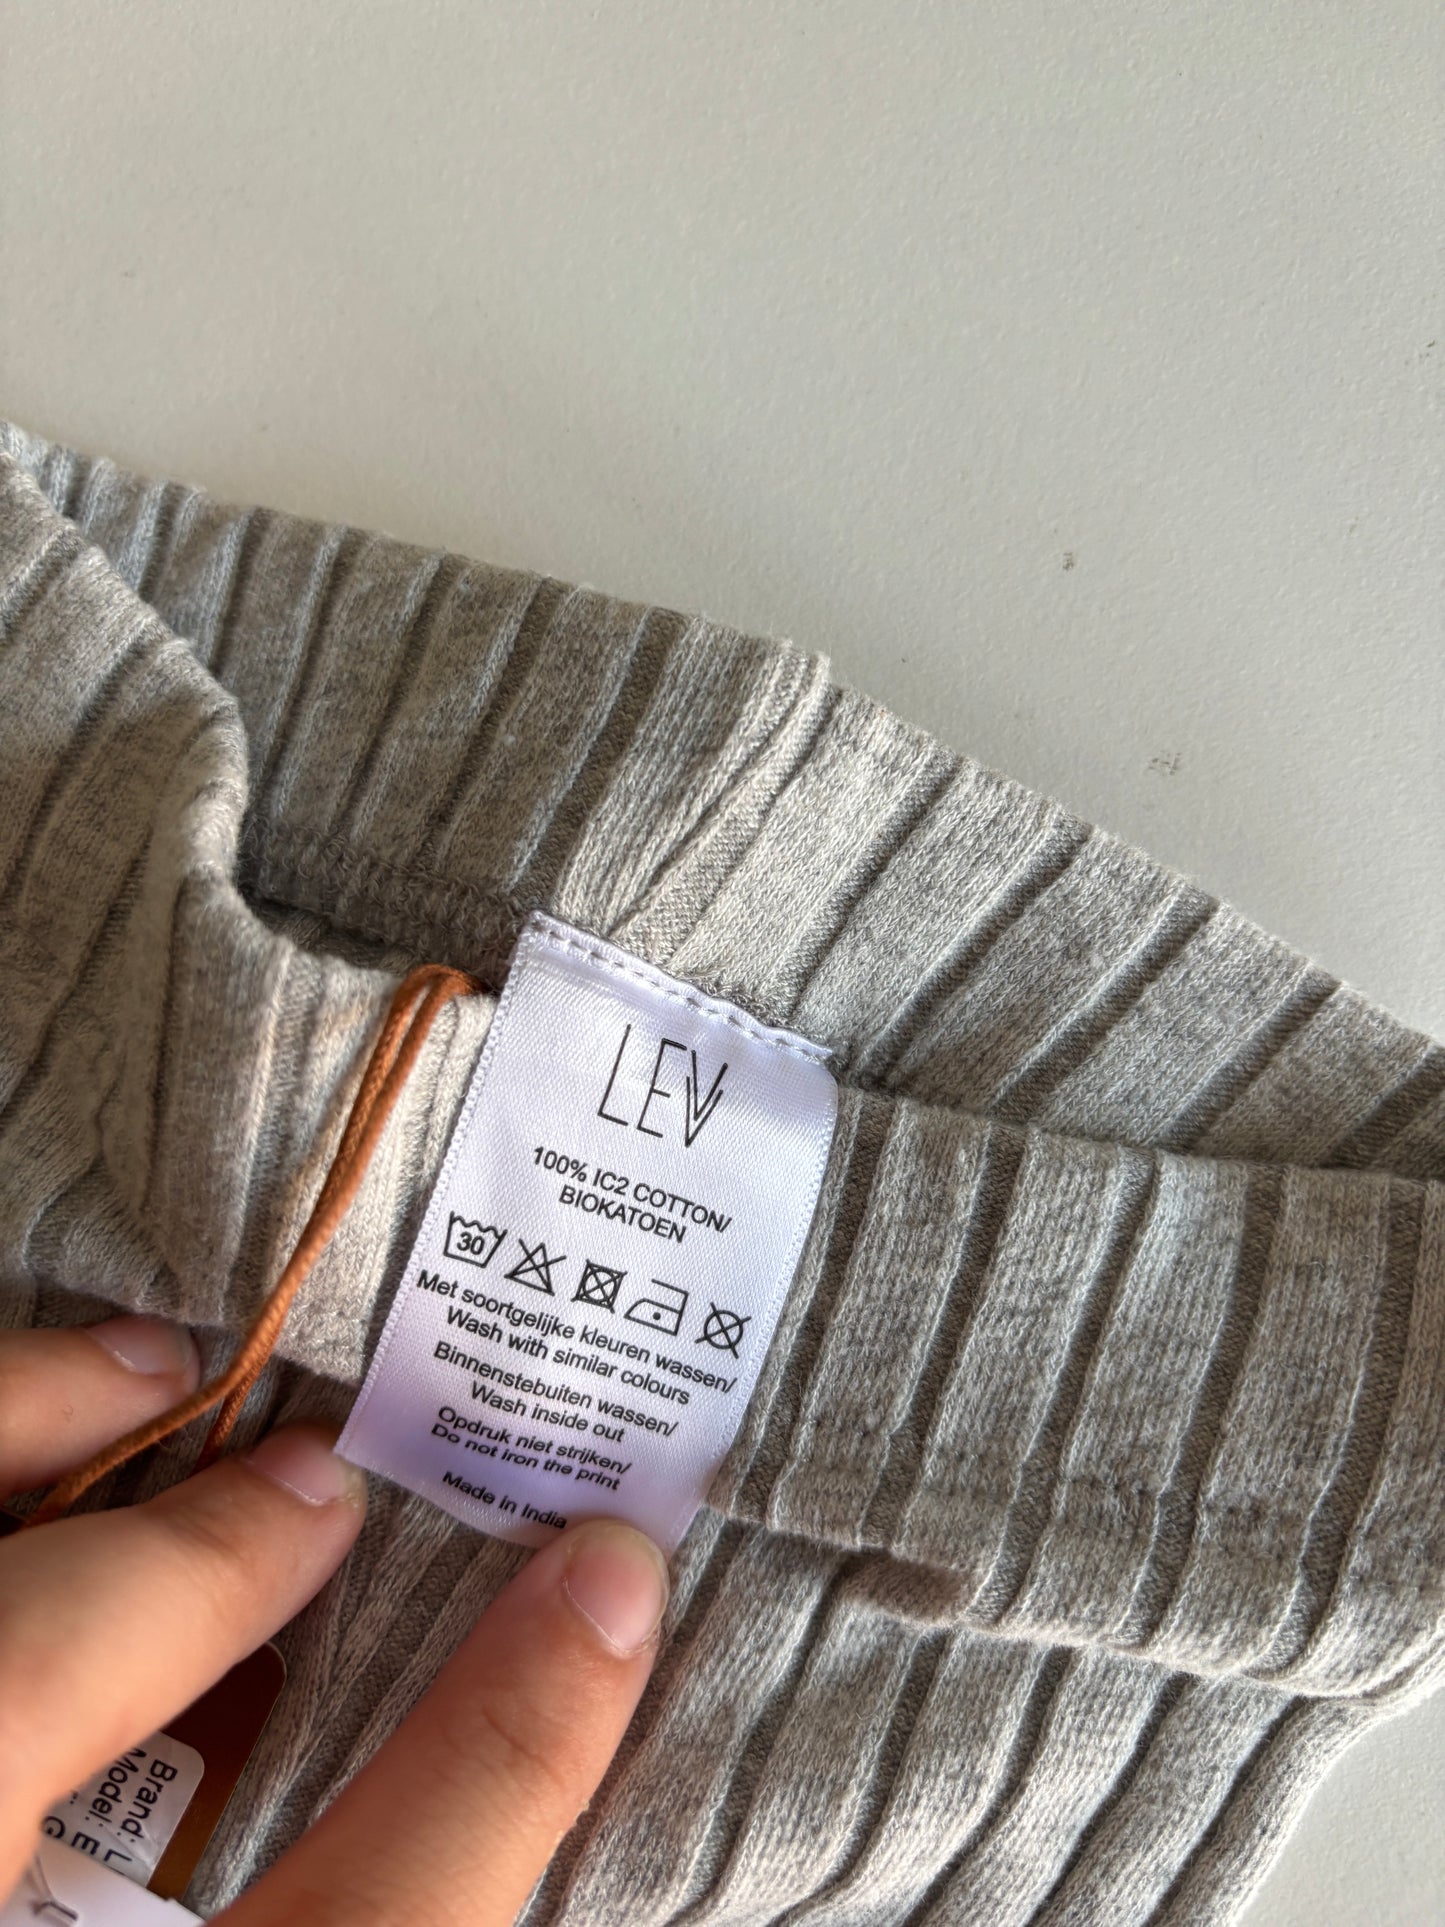 LEV
100% IC2 COTTON/
BIOKATOEN
30
Met soortgelijke kleuren wassen/
Wash with similar colours
Binnenstebuiten wassen/
Wash inside out
Opdruk niet strijken/
Do not iron the print
Made in India
Brand:
Model: